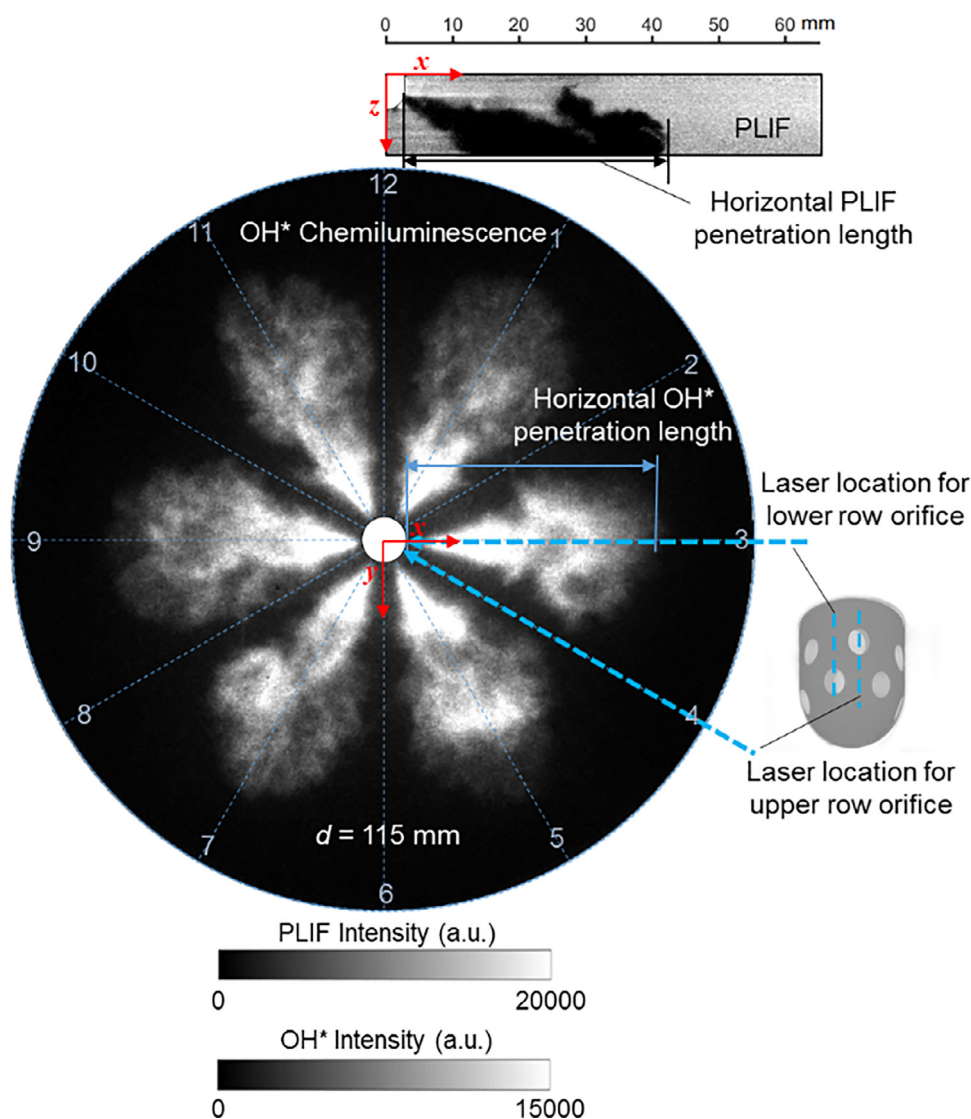 0 10 20 30 40 50 60 mm
x
z
PLIF
Horizontal PLIF
penetration length
12
OH* Chemiluminescence
11
1
10
2
Horizontal OH*
penetration length
Laser location for
lower row orifice
x
9
3
y
8
4
Laser location for
upper row orifice
7
5
d = 115 mm
6
PLIF Intensity (a.u.)
0 20000
OH* Intensity (a.u.)
0 15000